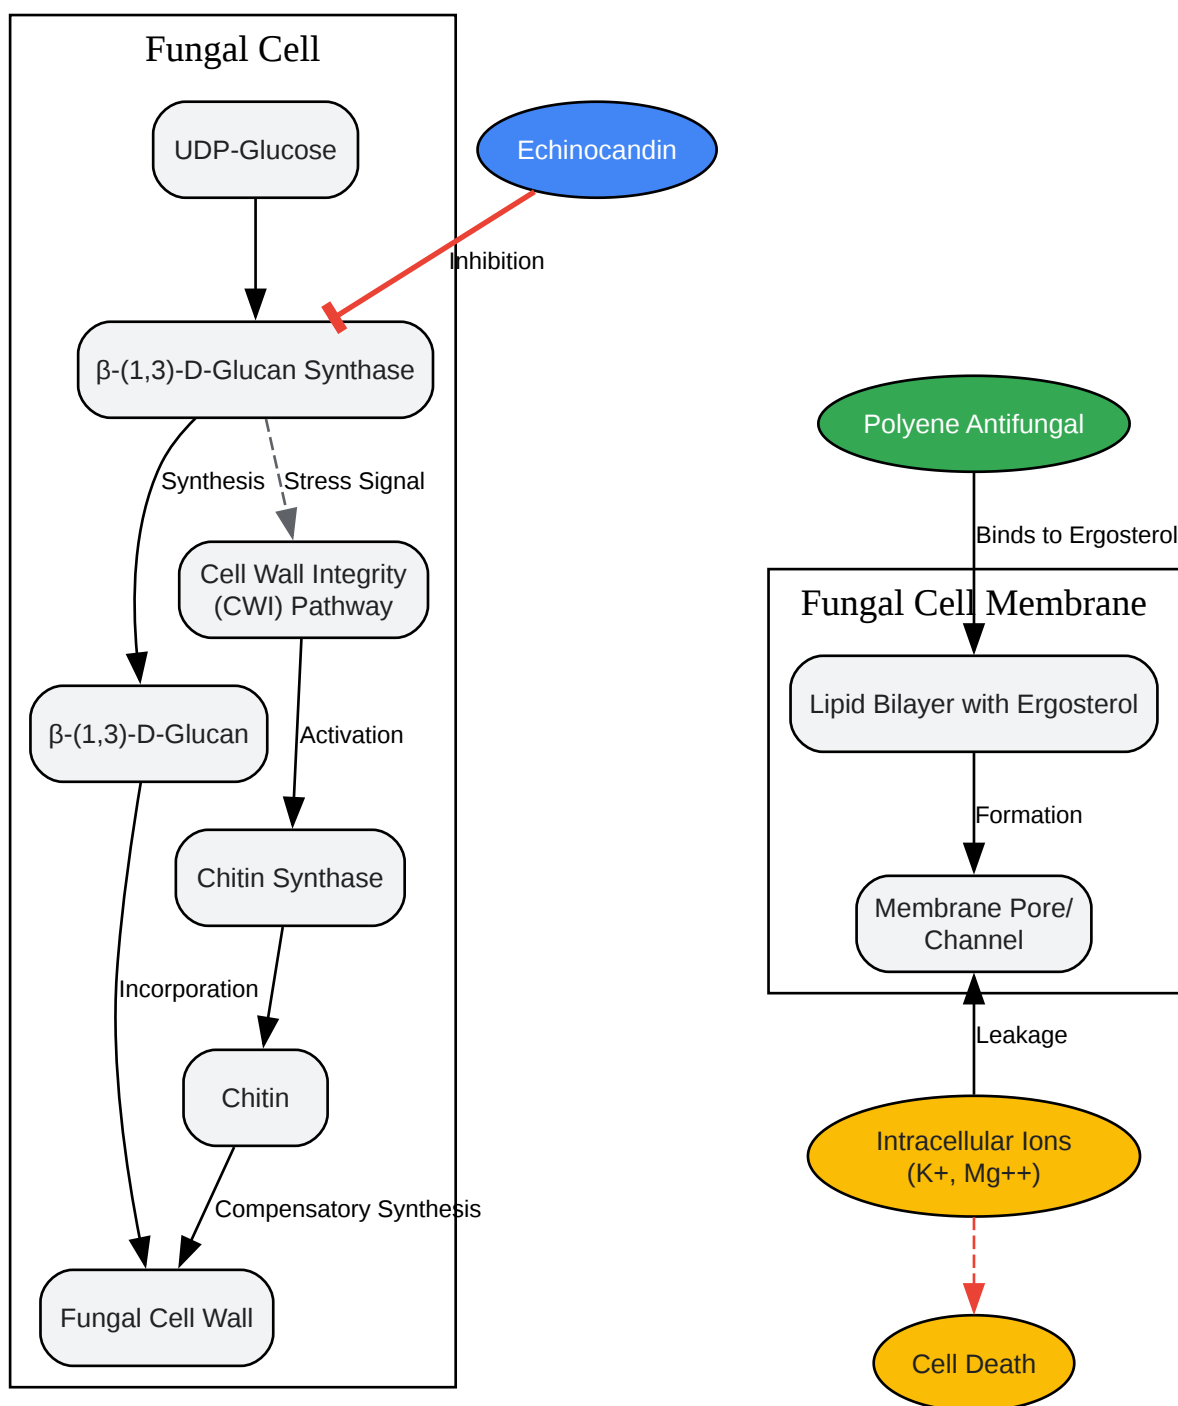 Fungal Cell
UDP-Glucose
Echinocandin
Inhibition
β-(1,3)-D-Glucan Synthase
Synthesis
Stress Signal
Cell Wall Integrity
(CWI) Pathway
β-(1,3)-D-Glucan
Activation
Chitin Synthase
Incorporation
Chitin
Compensatory Synthesis
Fungal Cell Wall
Polyene Antifungal
Binds to Ergosterol
Fungal Cell Membrane
Lipid Bilayer with Ergosterol
Formation
Membrane Pore/
Channel
Leakage
Intracellular Ions
(K+, Mg++)
Cell Death